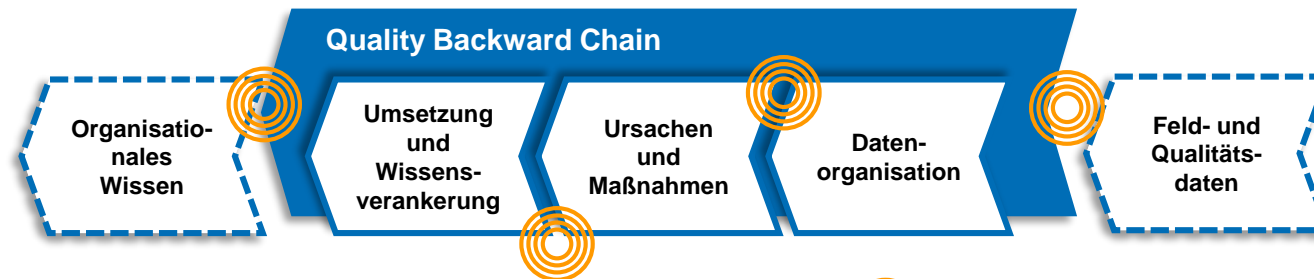 Quality Backward Chain
Organisatio-
nales
Wissen
Umsetzung
und
Wissens-
verankerung
Ursachen
und
Maßnahmen
Daten-
organisation
Feld- und
Qualitäts-
daten